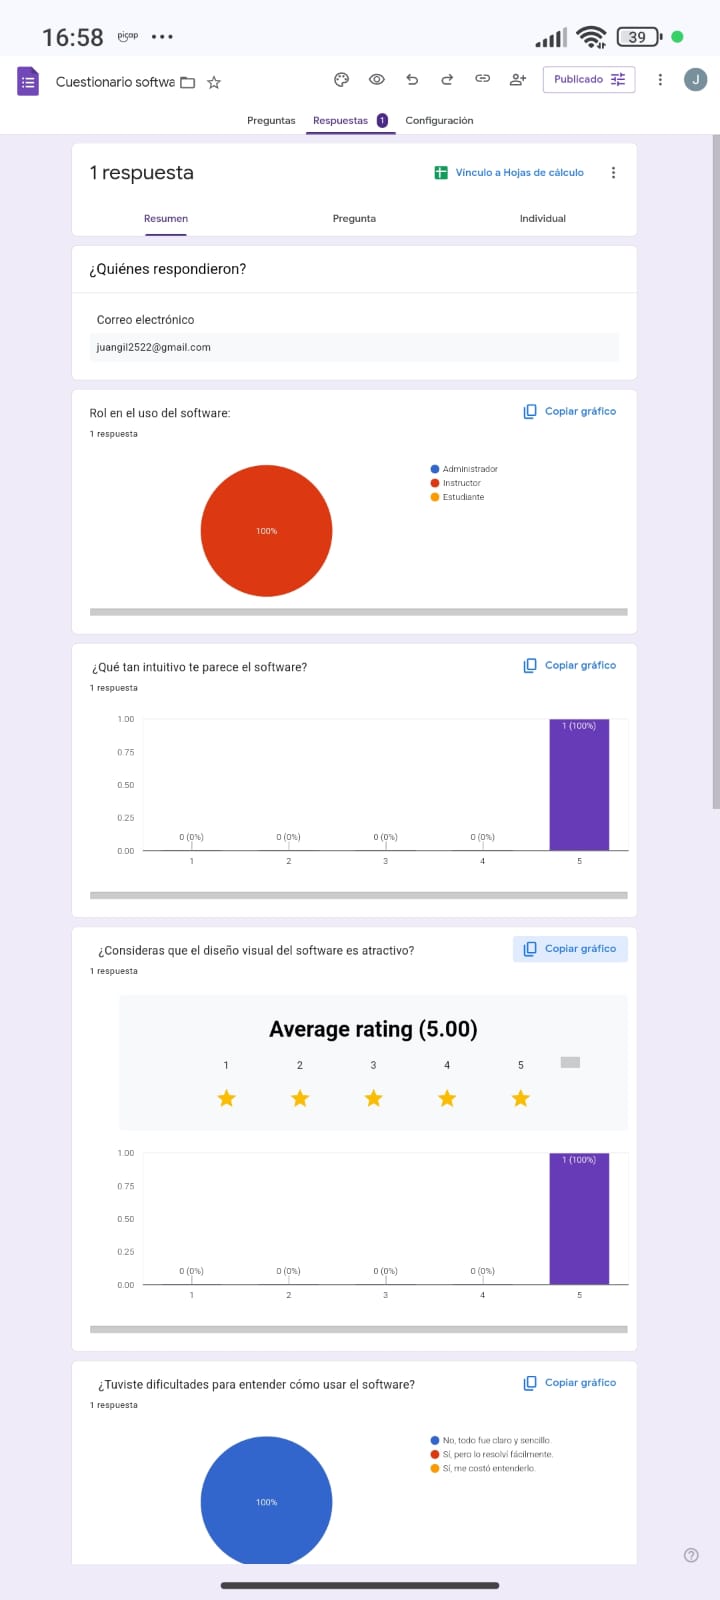 16:58 picap ••• 39
Cuestionario softwa Publicado J
Preguntas Respuestas 1 Configuración
1 respuesta Vínculo a Hojas de cálculo
Resumen Pregunta Individual
¿Quiénes respondieron?
Correo electrónico
juangil2522@gmail.com
Rol en el uso del software: Copiar gráfico
1 respuesta
Administrador
Instructor
Estudiante
100%
¿Qué tan intuitivo te parece el software? Copiar gráfico
1 respuesta
1.00
1 (100%)
0.75
0.50
0.25
0 (0%) 0 (0%) 0 (0%) 0 (0%)
0.00
1 2 3 4 5
¿Consideras que el diseño visual del software es atractivo? Copiar gráfico
1 respuesta
Average rating (5.00)
1 2 3 4 5
1.00
1 (100%)
0.75
0.50
0.25
0 (0%) 0 (0%) 0 (0%) 0 (0%)
0.00
1 2 3 4 5
¿Tuviste dificultades para entender cómo usar el software? Copiar gráfico
1 respuesta
No, todo fue claro y sencillo.
Sí, pero lo resolví fácilmente.
Sí, me costó entenderlo.
100%